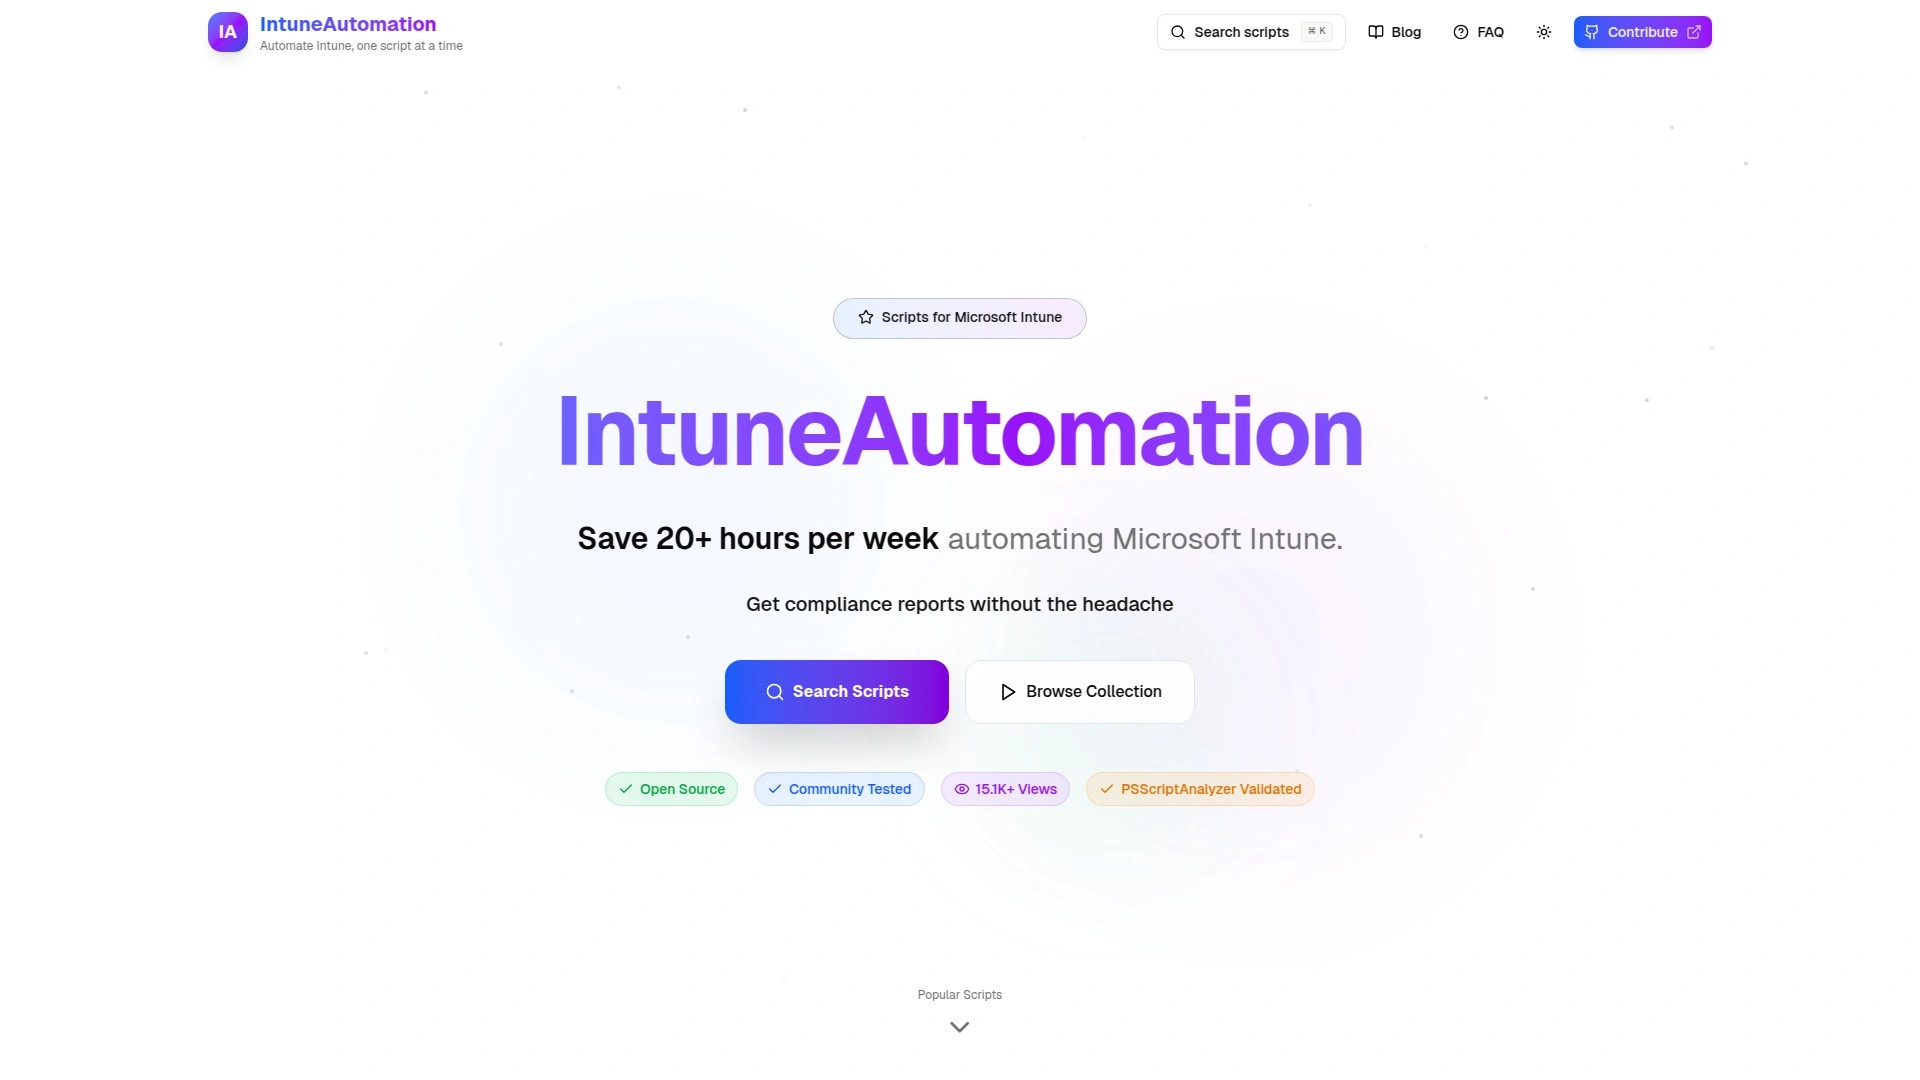 IA
IntuneAutomation
Automate Intune, one script at a time
Search scripts ⌘ K
Blog
FAQ
Contribute
Scripts for Microsoft Intune
IntuneAutomation
Save 20+ hours per week automating Microsoft Intune.
Get compliance reports without the headache
Search Scripts
Browse Collection
Open Source
Community Tested
15.1K+ Views
PSScriptAnalyzer Validated
Popular Scripts